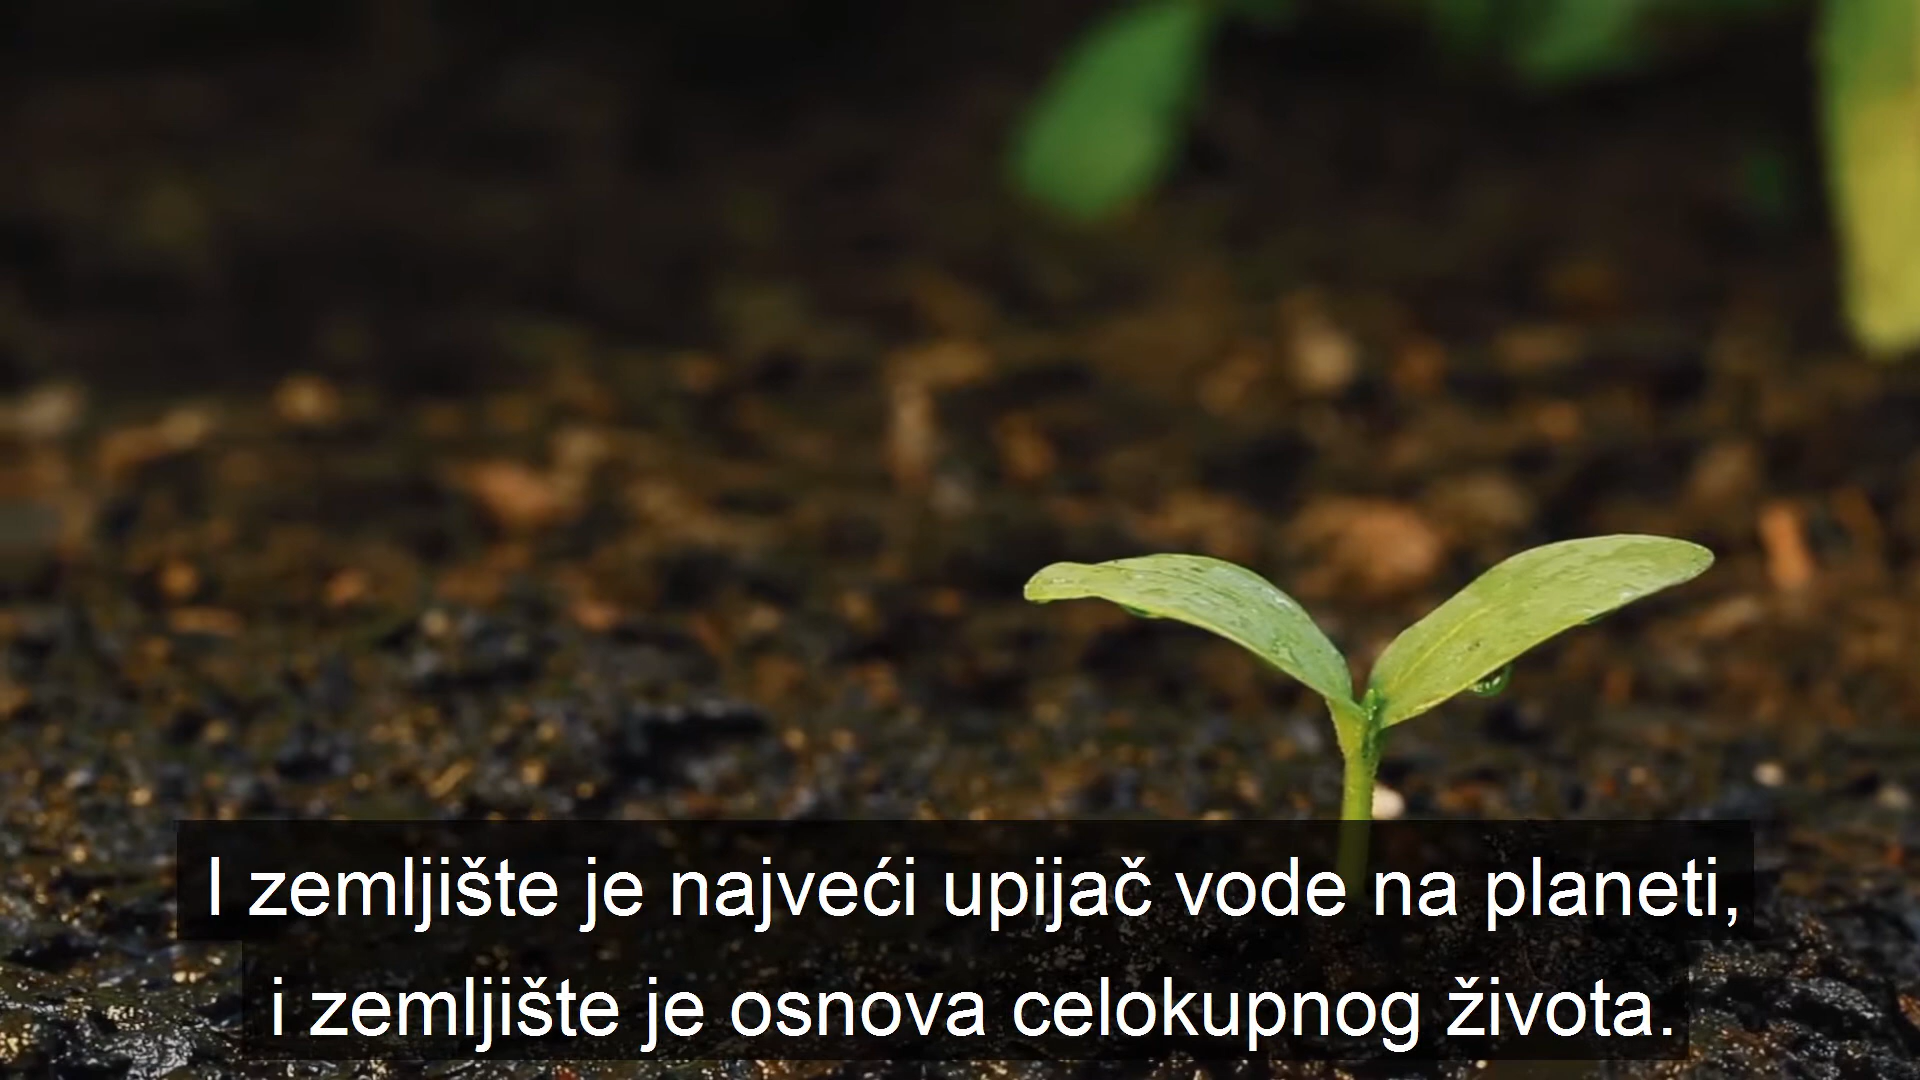 I zemljište je najveći upijač vode na planeti,
i zemljište je osnova celokupnog života.